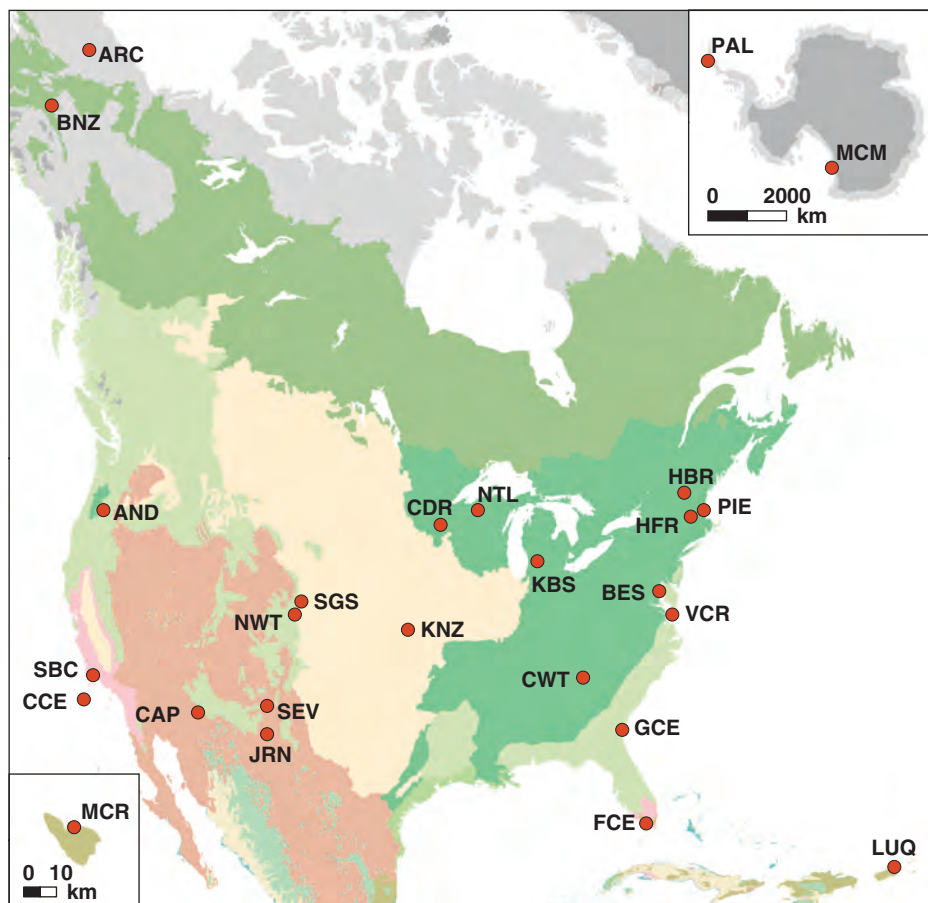 ARC
BNZ
PAL
MCM
0 2000
km
HBR
PIE
HFR
NTL
CDR
AND
KBS
BES
VCR
SGS
NWT
KNZ
SBC
CCE
CWT
CAP
SEV
GCE
JRN
MCR
0 10
km
FCE
LUQ